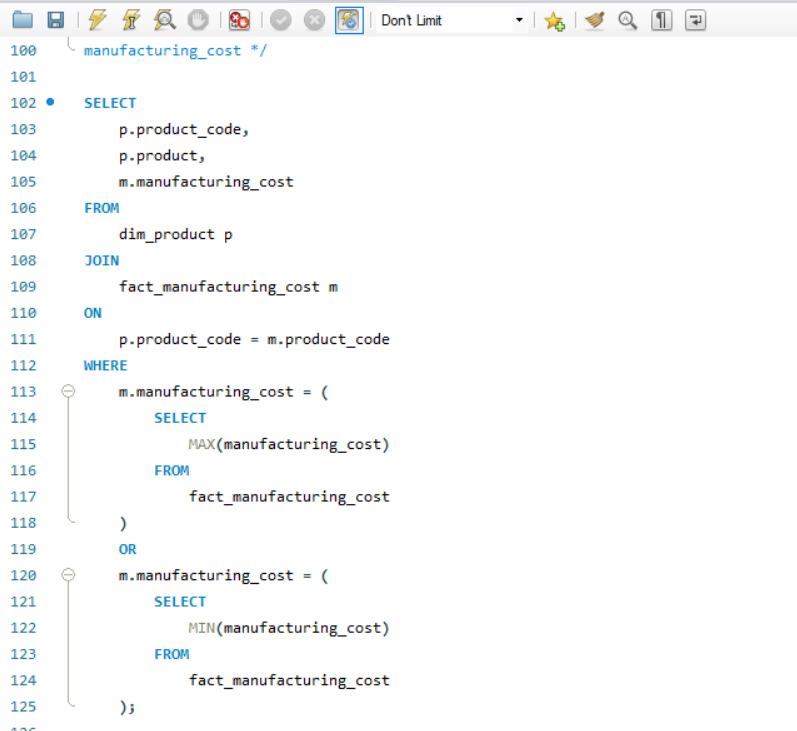 Don't Limit
100 manufacturing_cost */
101
102 SELECT
103 p.product_code,
104 p.product,
105 m.manufacturing_cost
106 FROM
107 dim_product p
108 JOIN
109 fact_manufacturing_cost m
110 ON
111 p.product_code = m.product_code
112 WHERE
113 m.manufacturing_cost = (
114 SELECT
115 MAX(manufacturing_cost)
116 FROM
117 fact_manufacturing_cost
118 )
119 OR
120 m.manufacturing_cost = (
121 SELECT
122 MIN(manufacturing_cost)
123 FROM
124 fact_manufacturing_cost
125 );